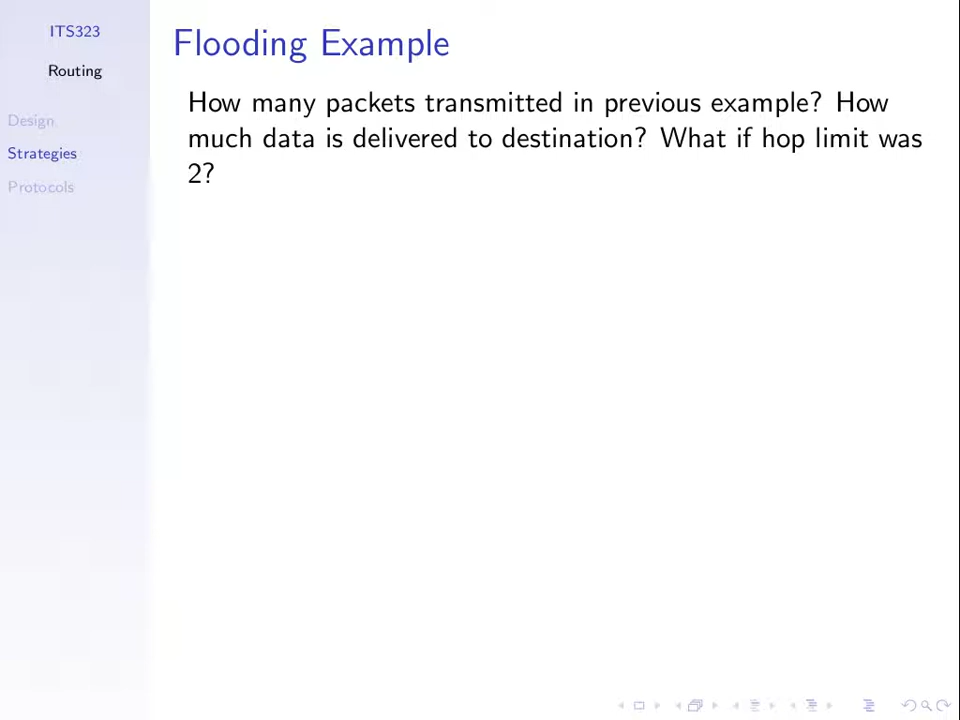 ITS323
Routing
Design
Strategies
Protocols
Flooding Example
How many packets transmitted in previous example? How
much data is delivered to destination? What if hop limit was
2?